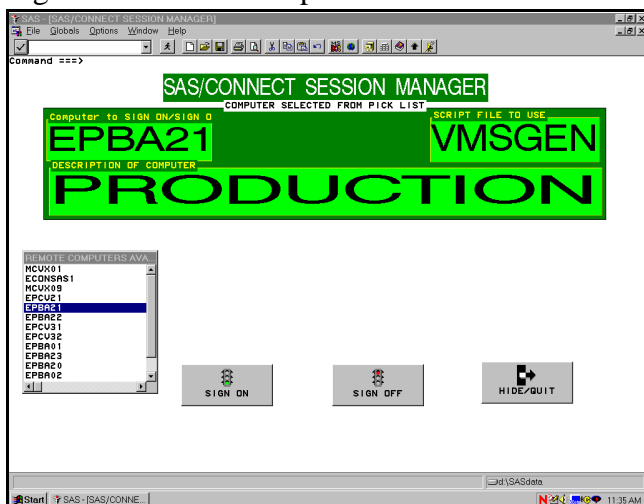 SAS - [SAS/CONNECT SESSION MANAGER]
File Globals Options Window Help
Command ===>
SAS/CONNECT SESSION MANAGER
COMPUTER SELECTED FROM PICK LIST
Computer to SIGN ON/SIGN O
SCRIPT FILE TO USE
EPBA21
VMSGEN
DESCRIPTION OF COMPUTER
PRODUCTION
REMOTE COMPUTERS AVA...
MCVX01
ECONSAS1
MCVX09
EPCV21
EPBA21
EPBA22
EPCV31
EPCV32
EPBA01
EPBA23
EPBA20
EPBA02
SIGN ON
SIGN OFF
HIDE/QUIT
d:\SASdata
Start
SAS - [SAS/CONNE...
11:35 AM